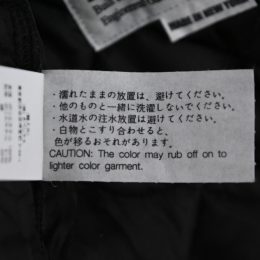 MADE IN NEW YORK
・濡れたままの放置は、避けてください。
・他のものと一緒に洗濯しないでください。
・水道水の注水放置は、避けてください。
・白物とこすり合わせると、
色が移るおそれがあります。
CAUTION: The color may rub off on to
lighter color garment.